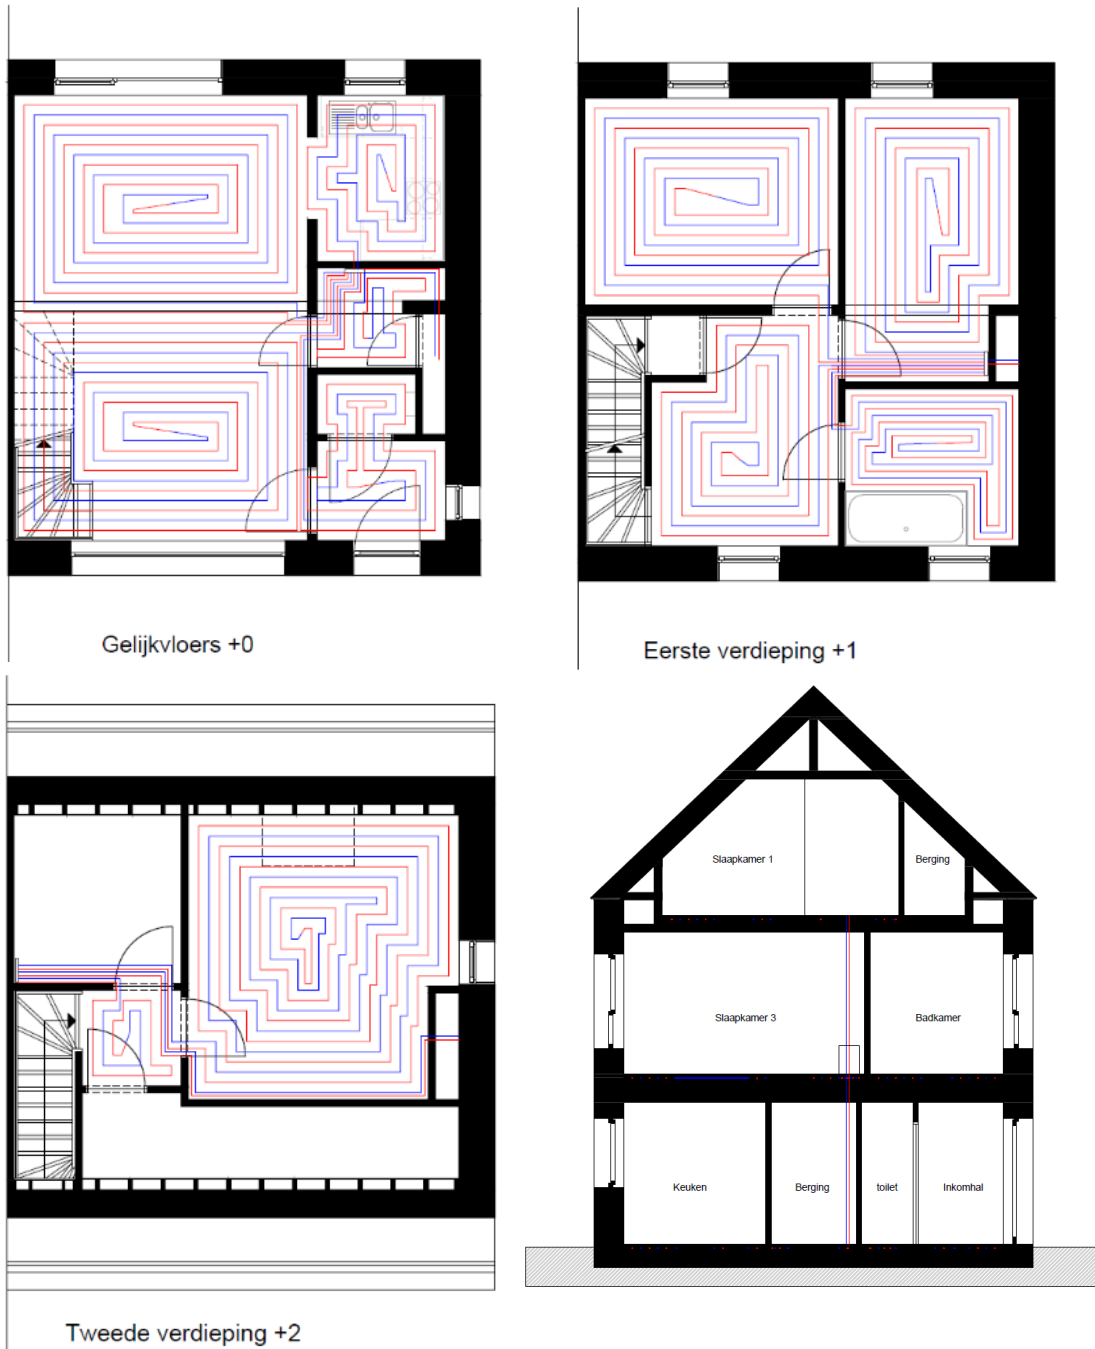 Gelijkvloers +0
Eerste verdieping +1
Slaapkamer 1
Berging
Slaapkamer 3
Badkamer
Keuken
Berging
toilet
Inkomhal
Tweede verdieping +2